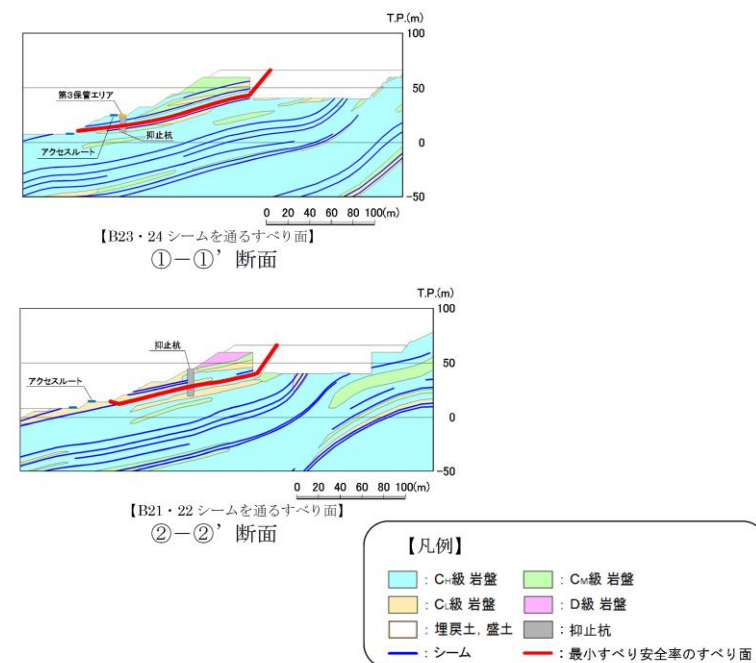 T.P.(m)
100
第3保管エリア
50
抑止杭
0
アクセスルート
-50
0 20 40 60 80 100(m)
【B23・24 シームを通るすべり面】
①－①’ 断面
T.P.(m)
100
抑止杭
50
アクセスルート
0
-50
0 20 40 60 80 100(m)
【B21・22 シームを通るすべり面】
②－②’ 断面
【凡例】
：CH級 岩盤 ：CM級 岩盤
：CL級 岩盤 ：D級 岩盤
：埋戻土，盛土 ：抑止杭
：シーム ：最小すべり安全率のすべり面